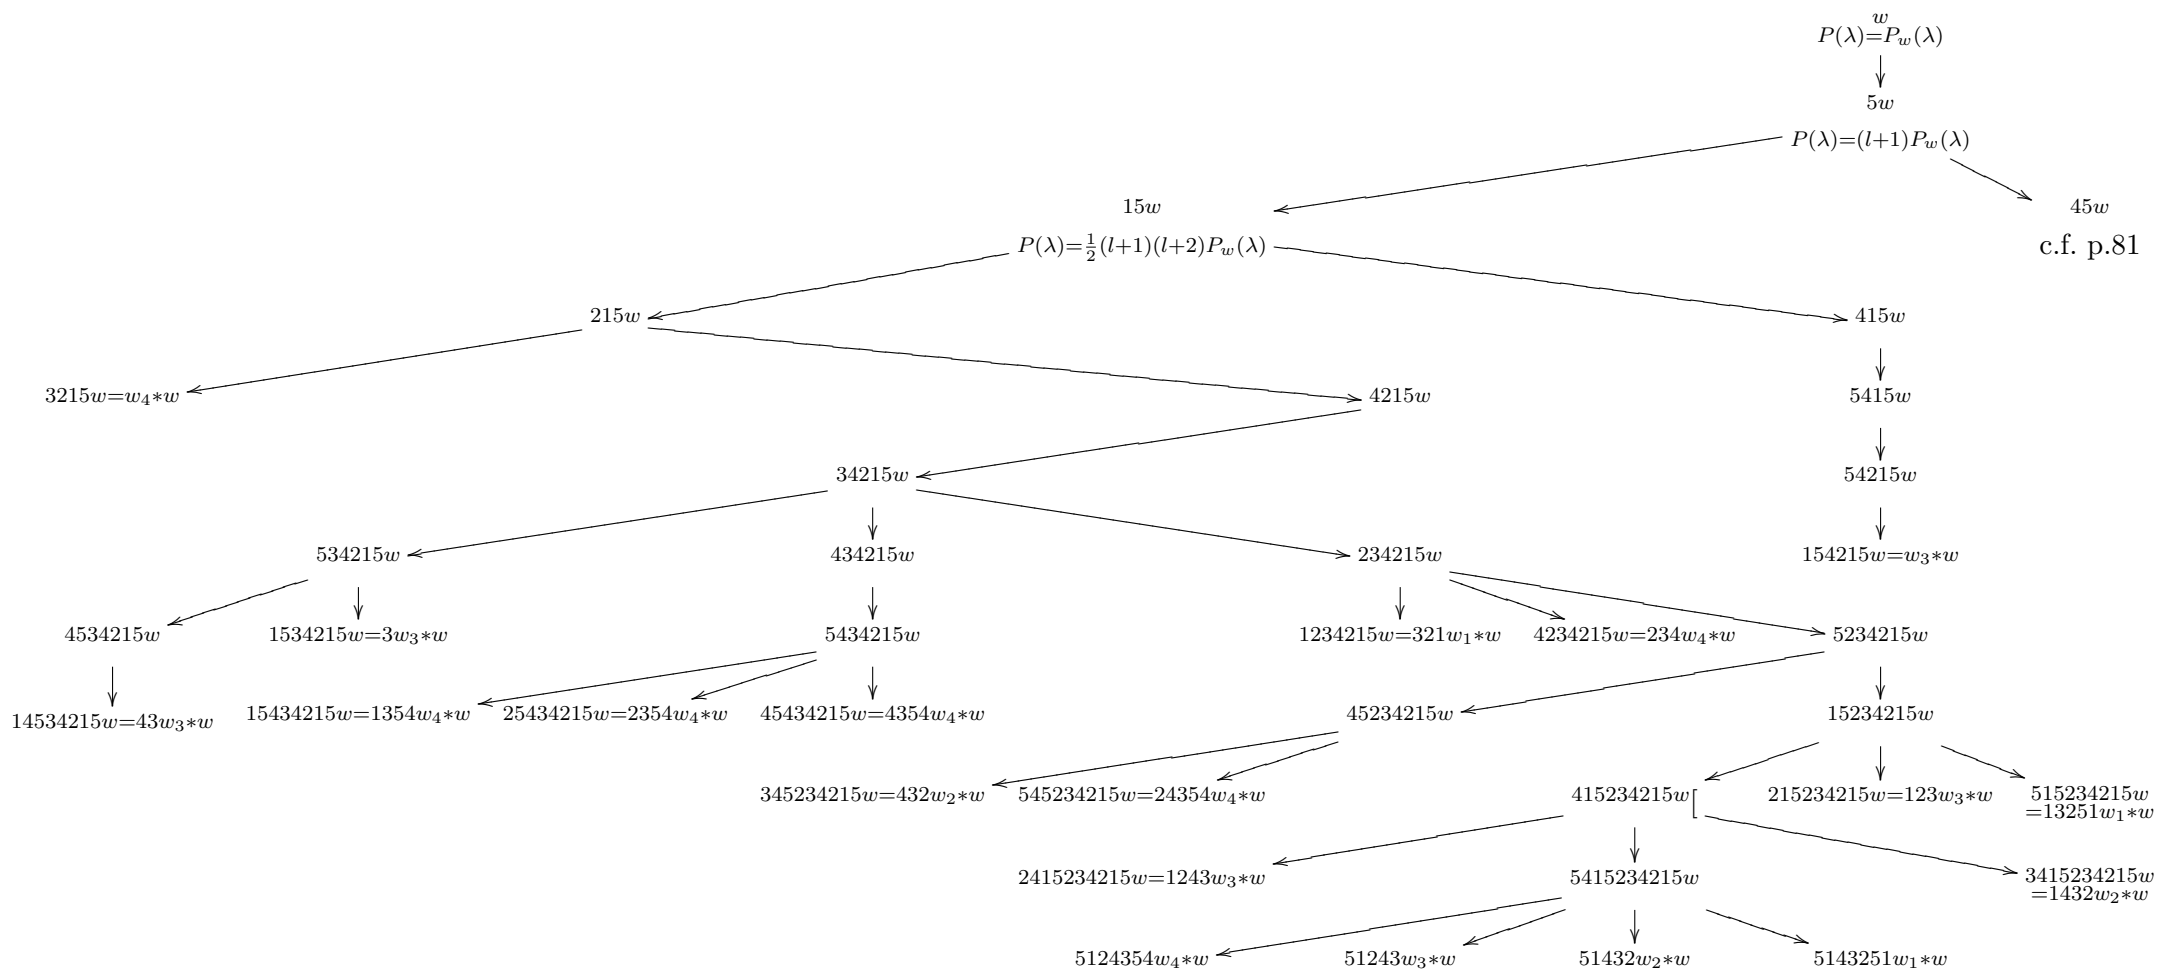 w
P(λ)=P_w(λ)
5w
P(λ)=(l+1)P_w(λ)
15w
45w
P(λ)=\frac{1}{2}(l+1)(l+2)P_w(λ)
c.f. p.81
215w
415w
3215w=w_4*w
4215w
5415w
34215w
54215w
534215w
434215w
234215w
154215w=w_3*w
4534215w
1534215w=3w_3*w
5434215w
1234215w=321w_1*w
4234215w=234w_4*w
5234215w
14534215w=43w_3*w
15434215w=1354w_4*w
25434215w=2354w_4*w
45434215w=4354w_4*w
45234215w
15234215w
345234215w=432w_2*w
545234215w=24354w_4*w
415234215w[
215234215w=123w_3*w
515234215w
=13251w_1*w
2415234215w=1243w_3*w
5415234215w
3415234215w
=1432w_2*w
5124354w_4*w
51243w_3*w
51432w_2*w
5143251w_1*w